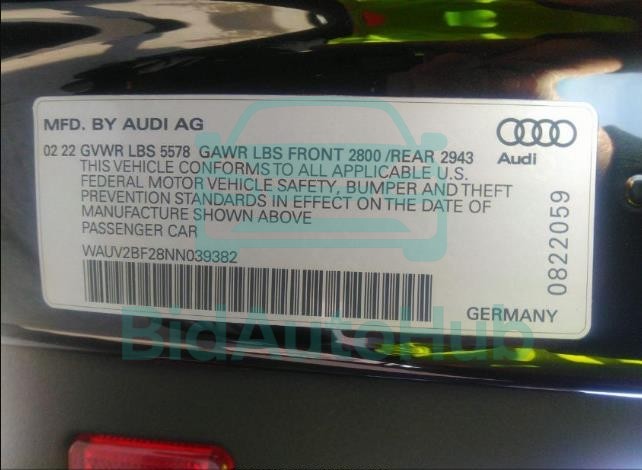 MFD. BY AUDI AG
Audi
02 22 GVWR LBS 5578 GAWR LBS FRONT 2800 /REAR 2943
THIS VEHICLE CONFORMS TO ALL APPLICABLE U.S.
FEDERAL MOTOR VEHICLE SAFETY, BUMPER AND THEFT
PREVENTION STANDARDS IN EFFECT ON THE DATE OF
MANUFACTURE SHOWN ABOVE
PASSENGER CAR
WAUV2BF28NN039382
0822059
GERMANY
BidAutoHub